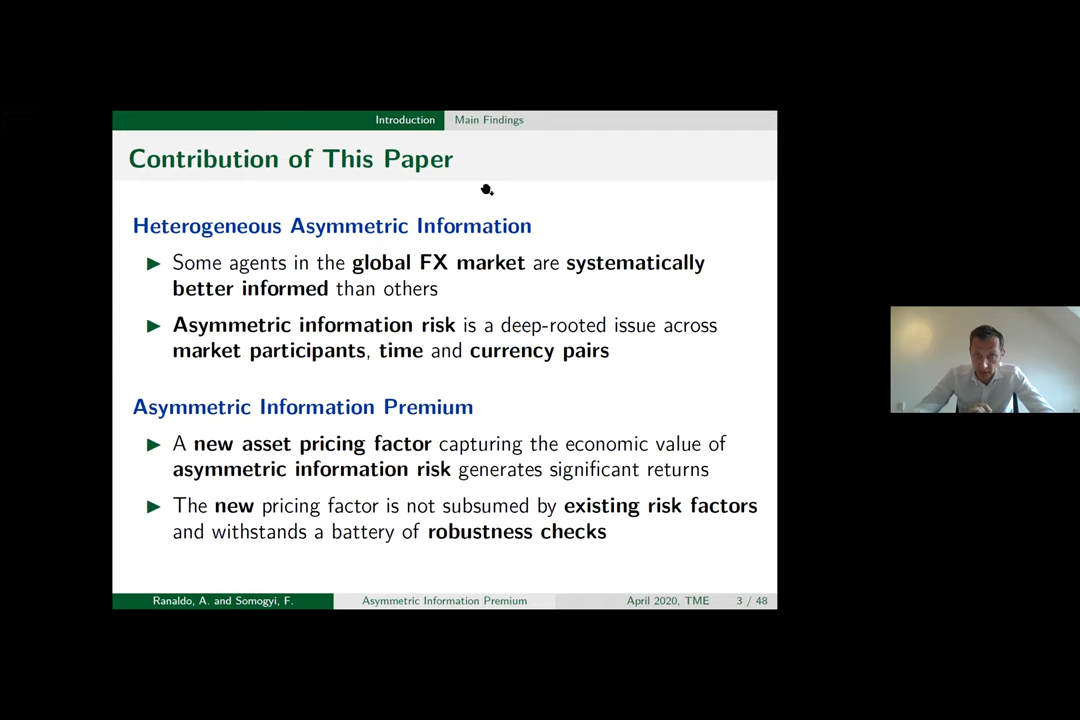 Introduction Main Findings
Contribution of This Paper
Heterogeneous Asymmetric Information
Some agents in the global FX market are systematically
better informed than others
Asymmetric information risk is a deep-rooted issue across
market participants, time and currency pairs
Asymmetric Information Premium
A new asset pricing factor capturing the economic value of
asymmetric information risk generates significant returns
The new pricing factor is not subsumed by existing risk factors
and withstands a battery of robustness checks
Ranaldo, A. and Somogyi, F. Asymmetric Information Premium April 2020, TME 3 / 48